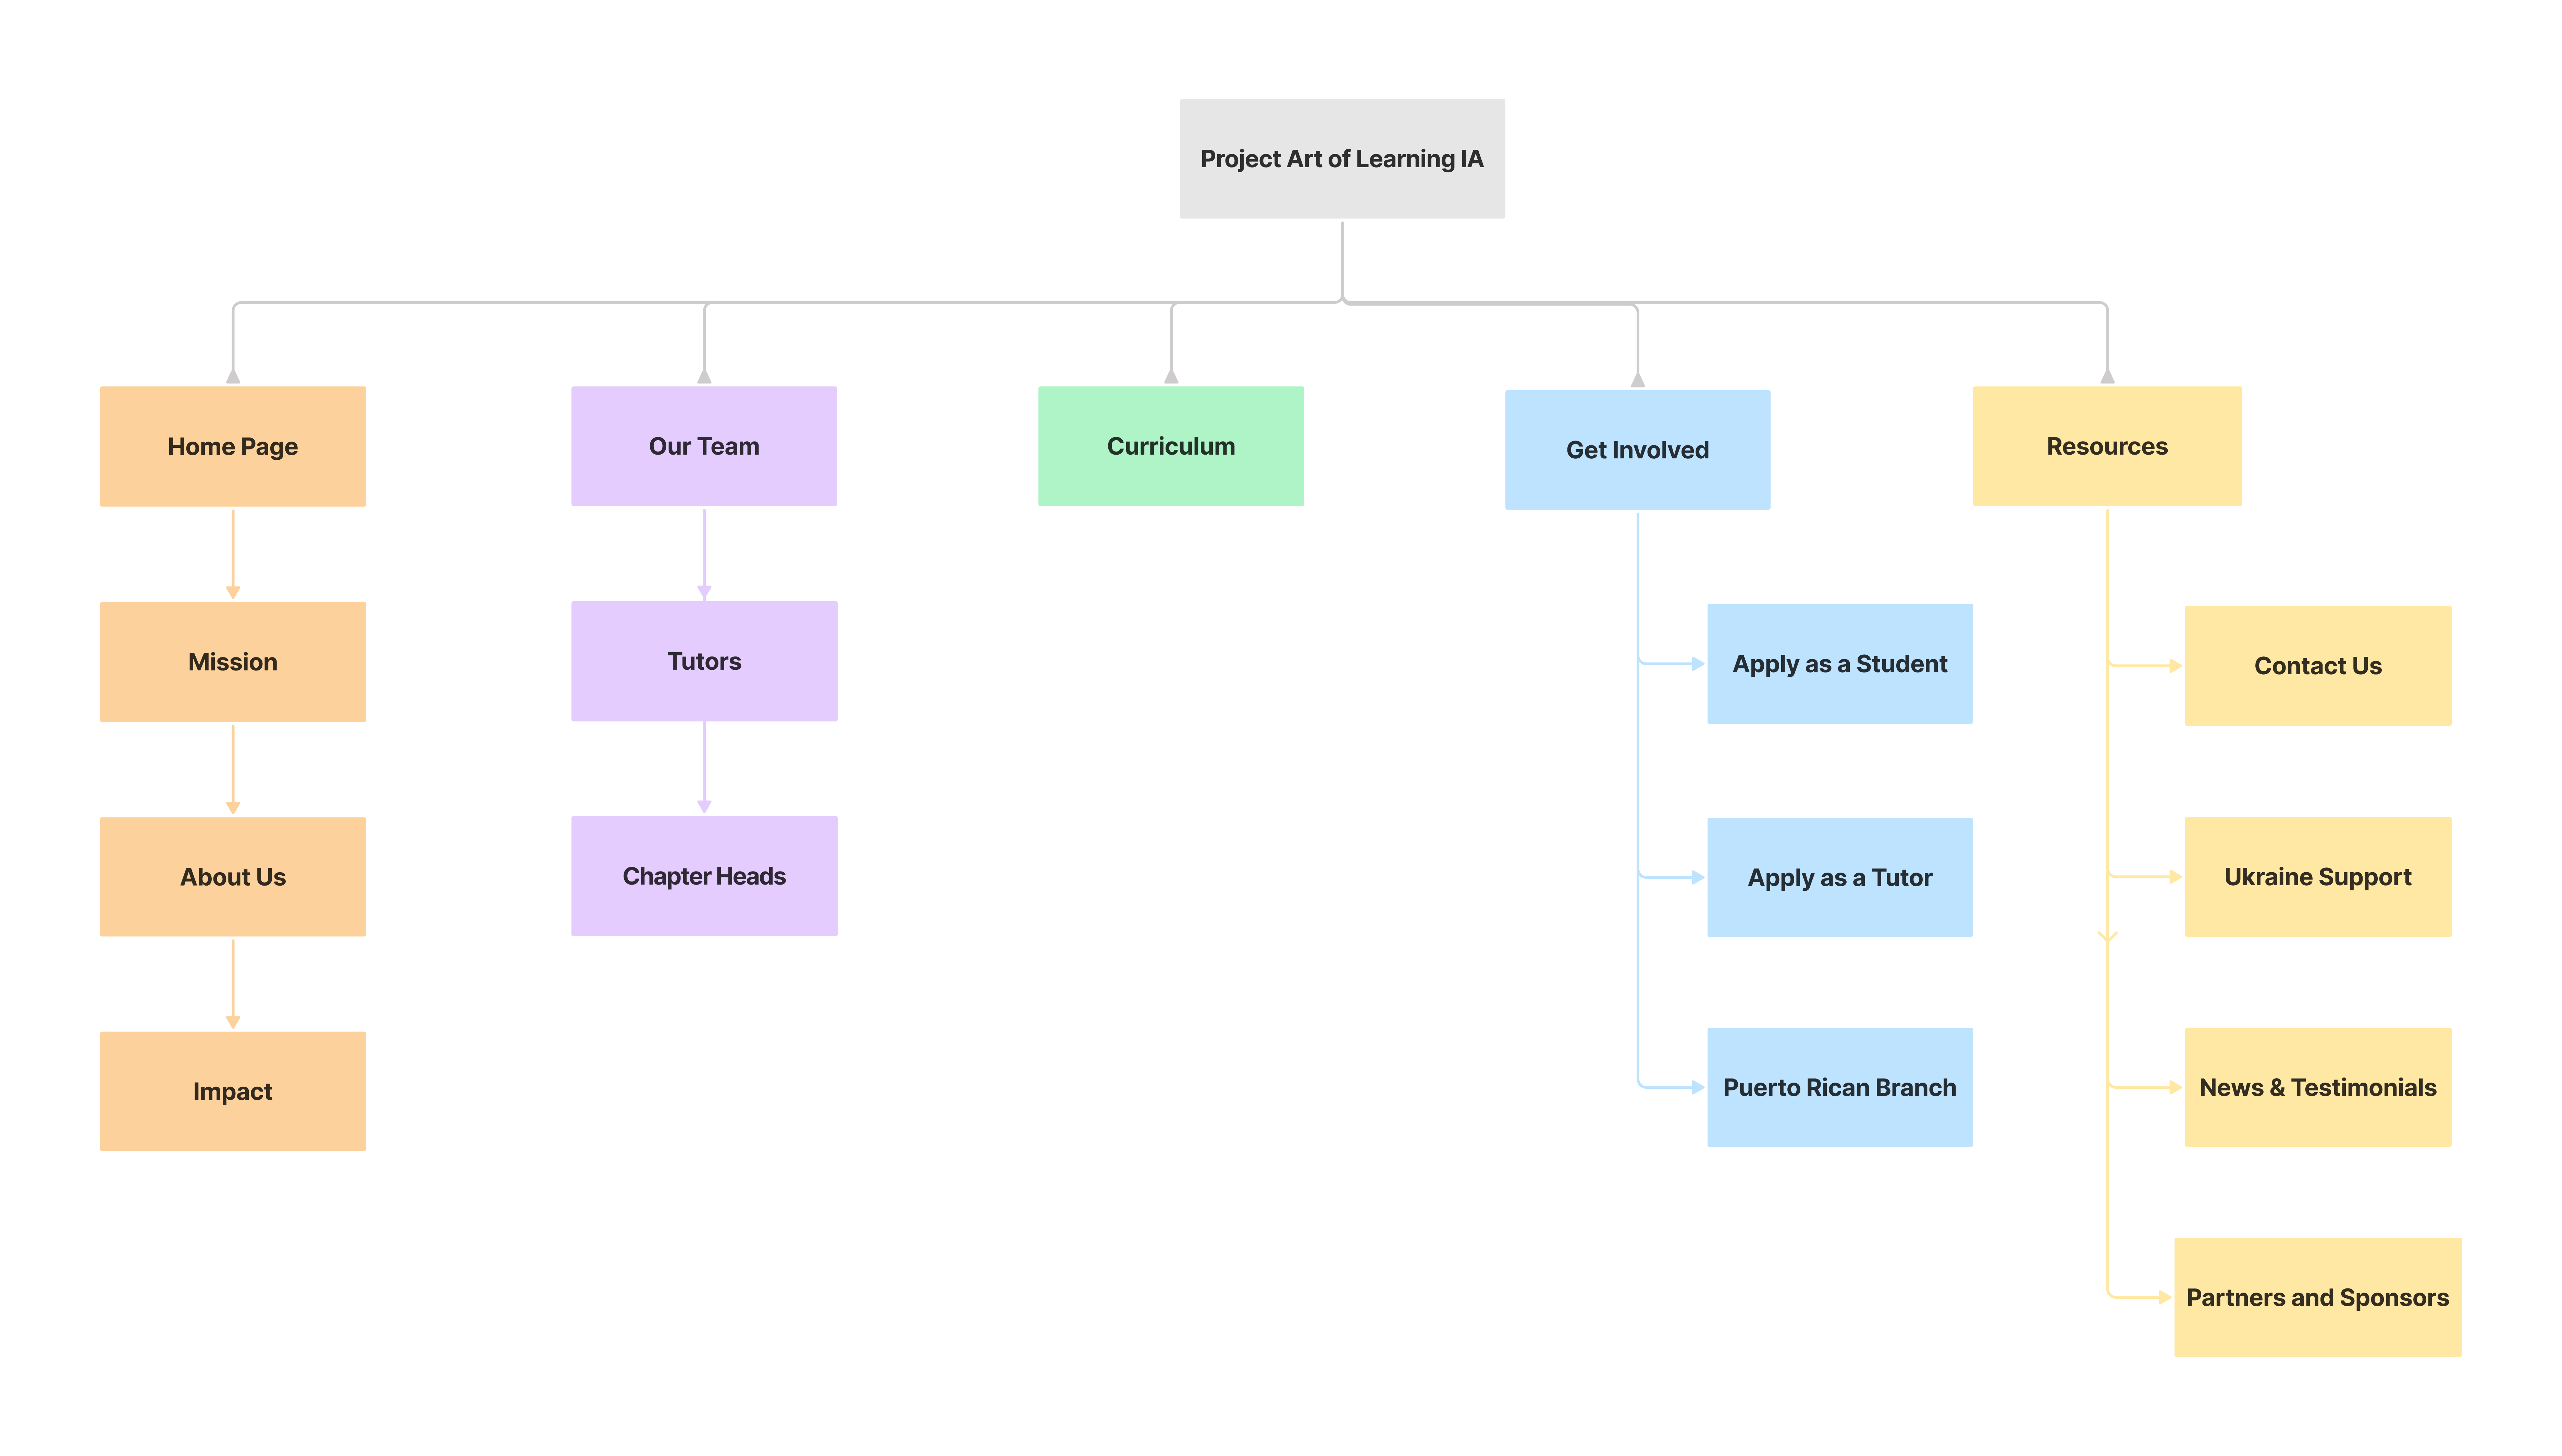 Project Art of Learning IA
Home Page
Our Team
Curriculum
Get Involved
Resources
Mission
Tutors
Apply as a Student
Contact Us
About Us
Chapter Heads
Apply as a Tutor
Ukraine Support
Impact
Puerto Rican Branch
News & Testimonials
Partners and Sponsors